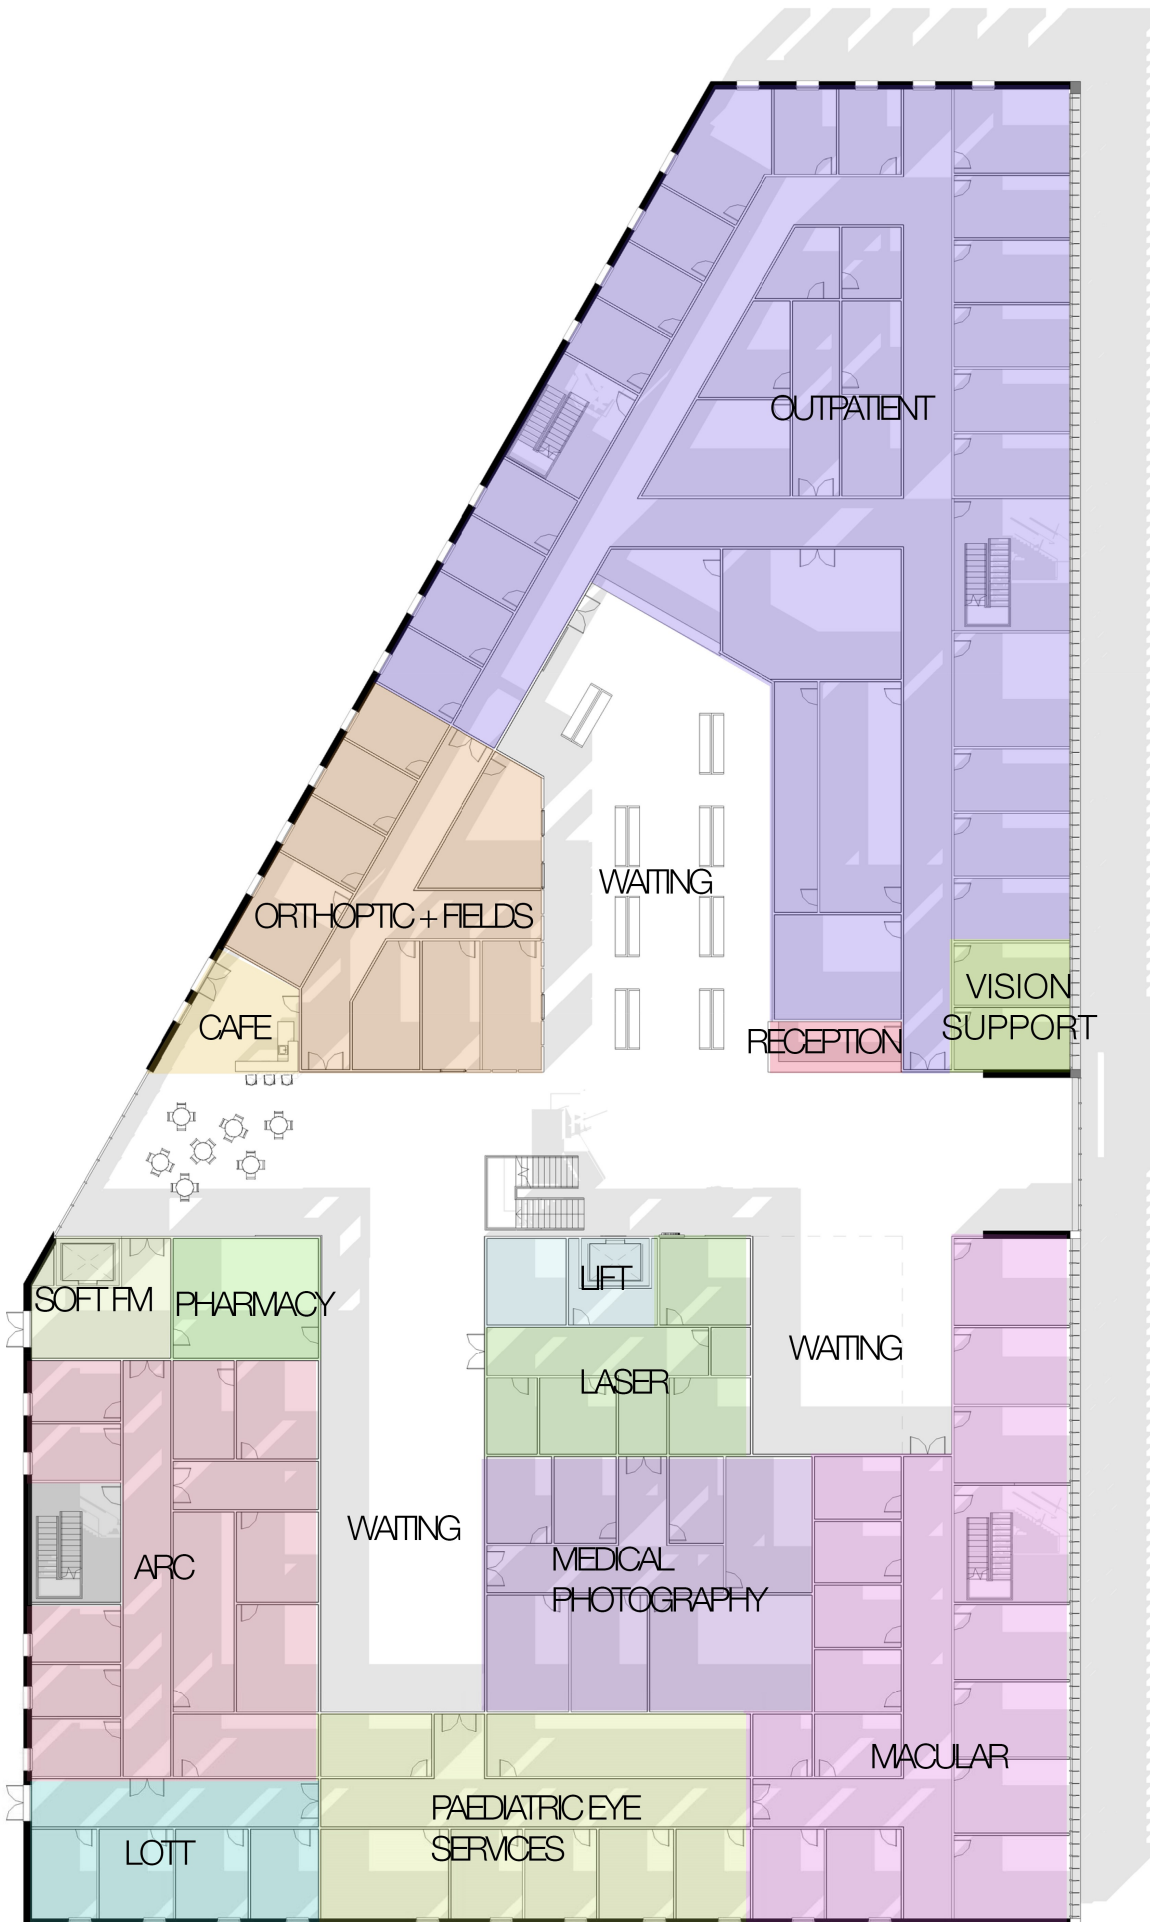 OUTPATIENT
WAITING
ORTHOPTIC + FIELDS
VISION
SUPPORT
CAFE
RECEPTION
LIFT
SOFT FM
PHARMACY
WAITING
LASER
WAITING
ARC
MEDICAL
PHOTOGRAPHY
MACULAR
PAEDIATRIC EYE
SERVICES
LOTT